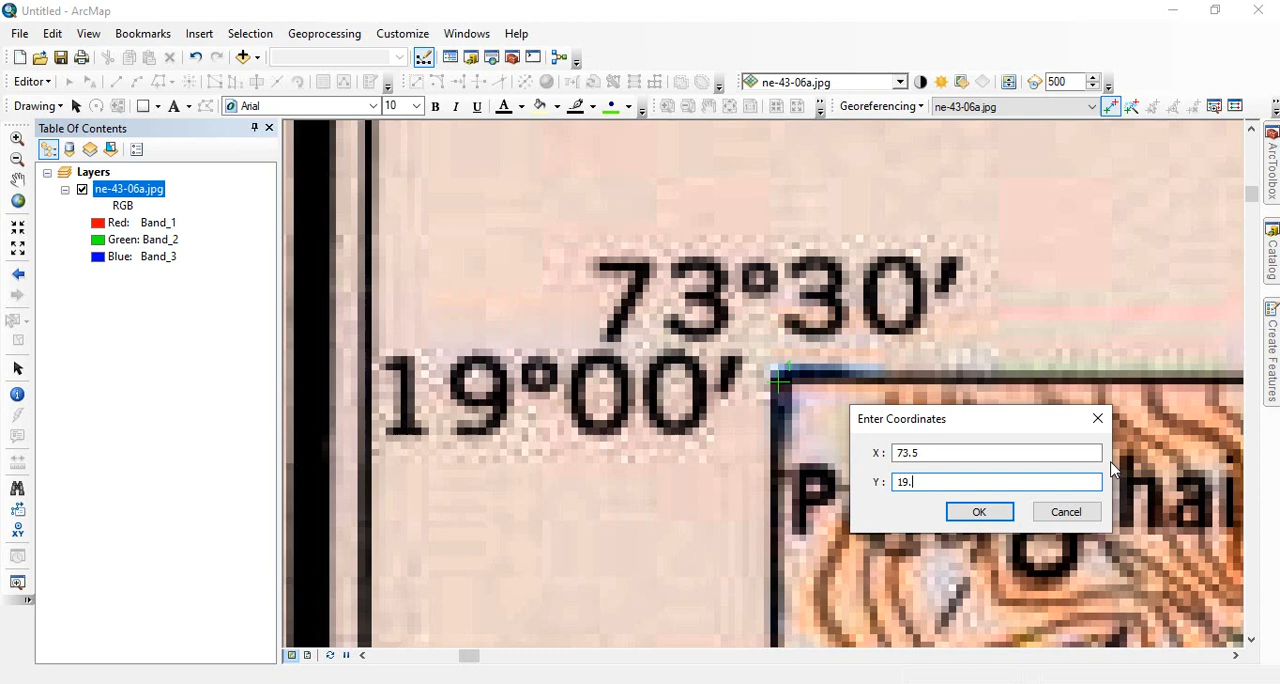 Untitled - ArcMap
File Edit View Bookmarks Insert Selection Geoprocessing Customize Windows Help
Editor ne-43-06a.jpg 500
Drawing A Arial 10 B I U A Georeferencing ne-43-06a.jpg
Table Of Contents
Layers
ne-43-06a.jpg
RGB
Red: Band_1
Green: Band_2
Blue: Band_3
XY
73°30′
19°00′
1
Enter Coordinates
X: 73.5
Y: 19.
OK Cancel
ArcToolbox
Catalog
Create Features